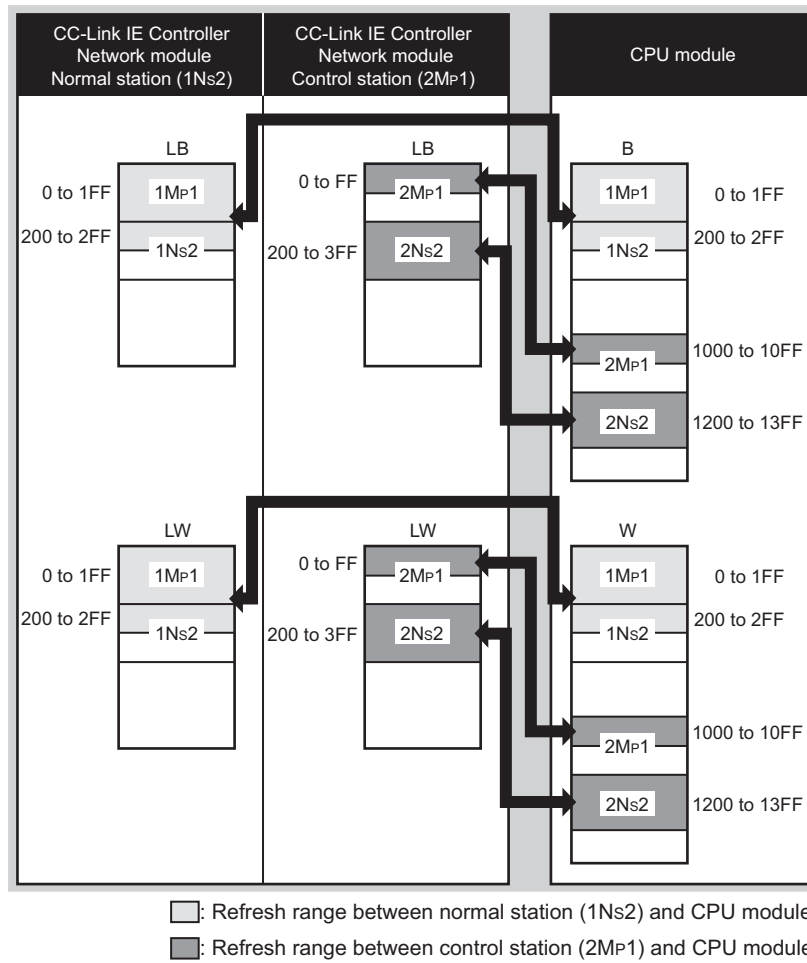 CC-Link IE Controller
Network module
Normal station (1Ns2)
CC-Link IE Controller
Network module
Control station (2MP1)
CPU module
LB
0 to 1FF
1MP1
200 to 2FF
1Ns2
LB
0 to FF
2MP1
200 to 3FF
2Ns2
B
1MP1
0 to 1FF
200 to 2FF
1Ns2
1000 to 10FF
2MP1
2Ns2
1200 to 13FF
LW
0 to 1FF
1MP1
200 to 2FF
1Ns2
LW
0 to FF
2MP1
200 to 3FF
2Ns2
W
1MP1
0 to 1FF
200 to 2FF
1Ns2
1000 to 10FF
2MP1
2Ns2
1200 to 13FF
: Refresh range between normal station (1Ns2) and CPU module
: Refresh range between control station (2MP1) and CPU module